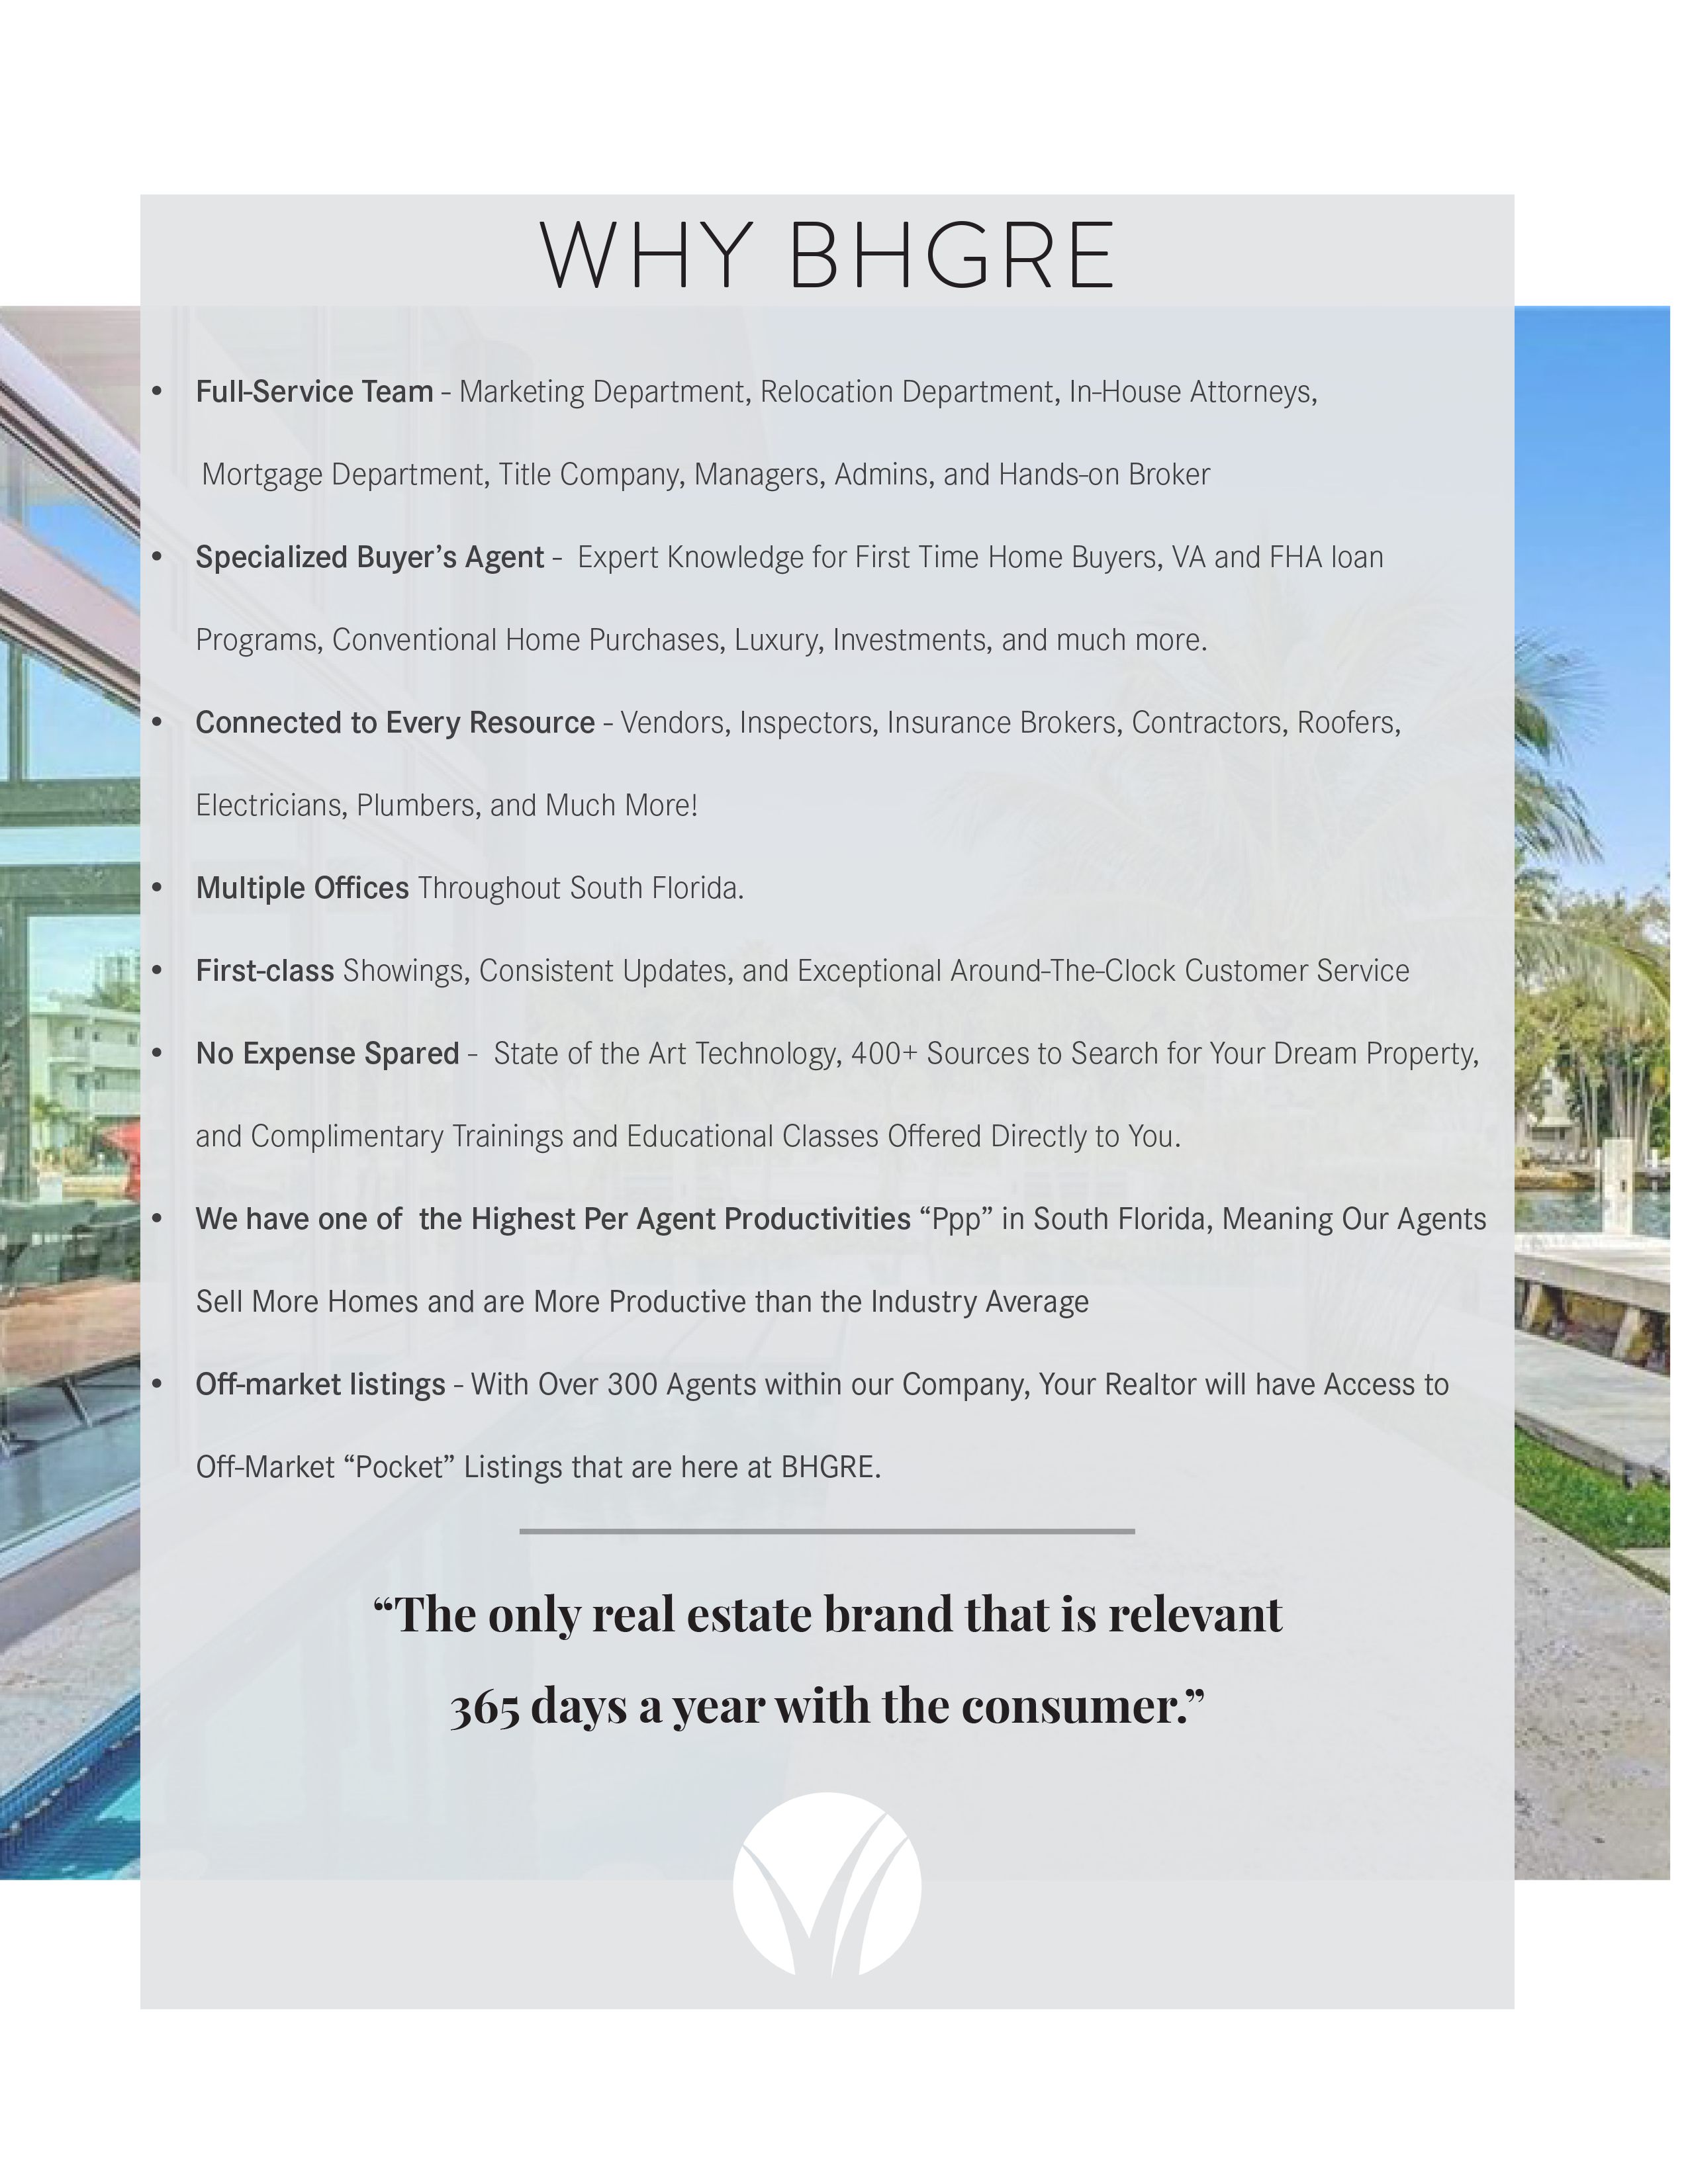 WHY BHGRE
• Full-Service Team - Marketing Department, Relocation Department, In-House Attorneys,
Mortgage Department, Title Company, Managers, Admins, and Hands-on Broker
• Specialized Buyer’s Agent -  Expert Knowledge for First Time Home Buyers, VA and FHA loan
Programs, Conventional Home Purchases, Luxury, Investments, and much more.
• Connected to Every Resource - Vendors, Inspectors, Insurance Brokers, Contractors, Roofers,
Electricians, Plumbers, and Much More!
• Multiple Offices Throughout South Florida.
• First-class Showings, Consistent Updates, and Exceptional Around-The-Clock Customer Service
• No Expense Spared -  State of the Art Technology, 400+ Sources to Search for Your Dream Property,
and Complimentary Trainings and Educational Classes Offered Directly to You.
• We have one of  the Highest Per Agent Productivities “Ppp” in South Florida, Meaning Our Agents
Sell More Homes and are More Productive than the Industry Average
• Off-market listings - With Over 300 Agents within our Company, Your Realtor will have Access to
Off-Market “Pocket” Listings that are here at BHGRE.
“The only real estate brand that is relevant
365 days a year with the consumer.”